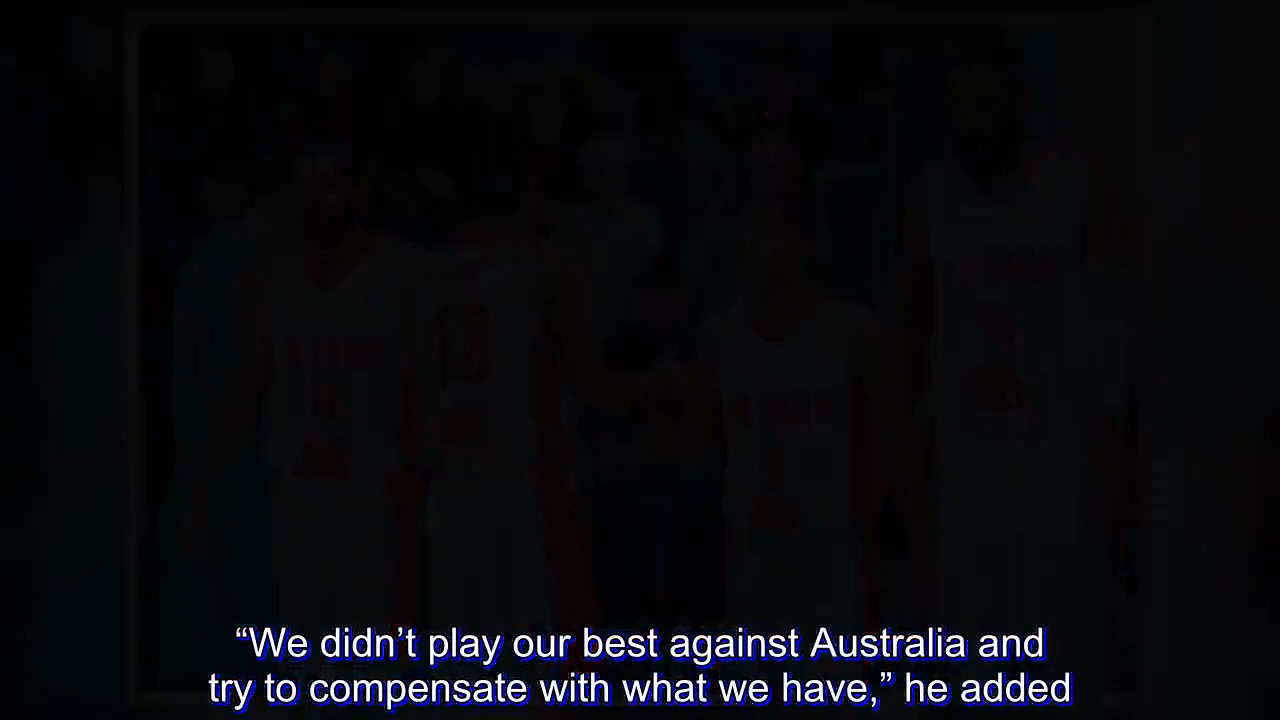 “We didn’t play our best against Australia and
try to compensate with what we have,” he added